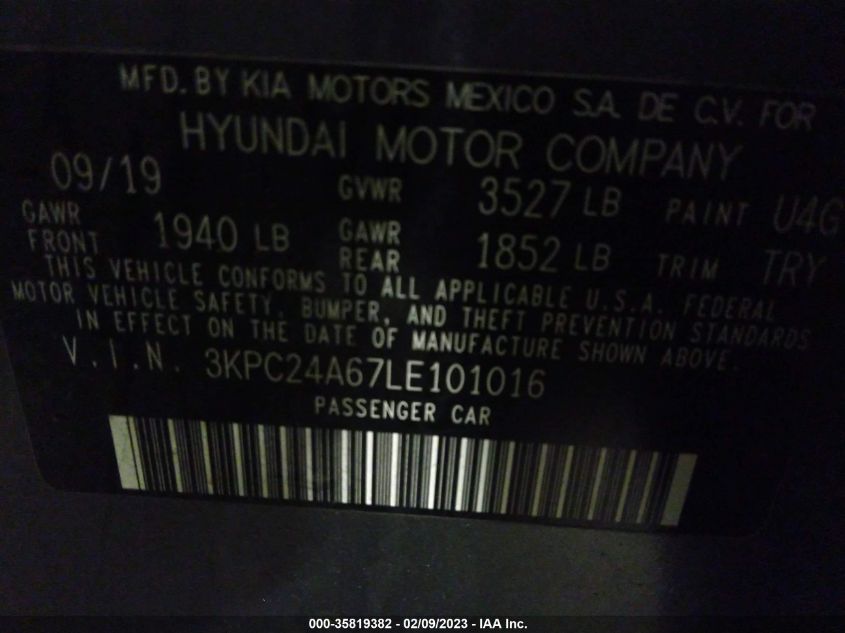 MFD. BY KIA MOTORS MEXICO S.A. DE C.V. FOR
HYUNDAI MOTOR COMPANY
09/19 GVWR 3527 LB PAINT U4G
GAWR FRONT 1940 LB GAWR REAR 1852 LB TRIM TRY
THIS VEHICLE CONFORMS TO ALL APPLICABLE U.S.A. FEDERAL
MOTOR VEHICLE SAFETY, BUMPER, AND THEFT PREVENTION STANDARDS
IN EFFECT ON THE DATE OF MANUFACTURE SHOWN ABOVE.
V.I.N. 3KPC24A67LE101016
PASSENGER CAR
000-35819382 - 02/09/2023 - IAA Inc.